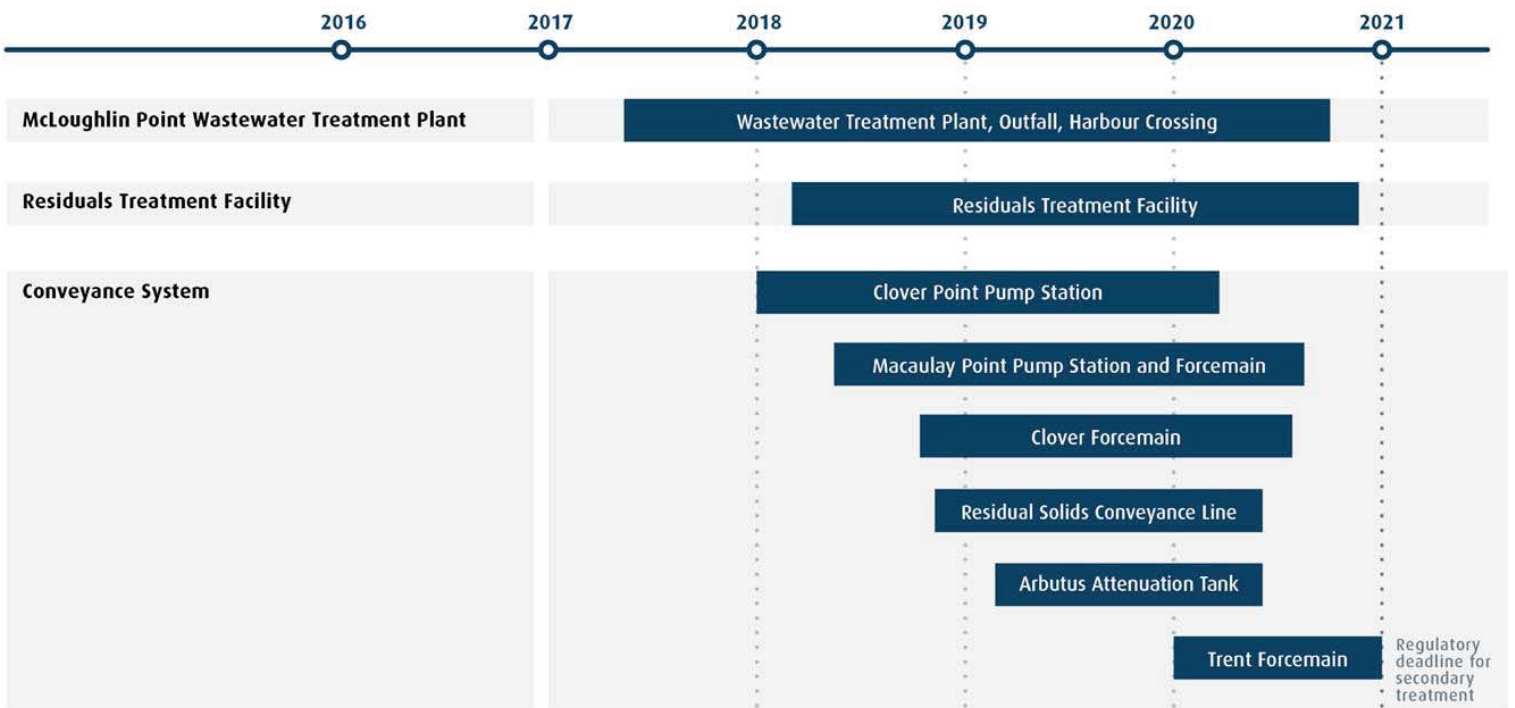 2016 2017 2018 2019 2020 2021
McLoughlin Point Wastewater Treatment Plant
Wastewater Treatment Plant, Outfall, Harbour Crossing
Residuals Treatment Facility
Residuals Treatment Facility
Conveyance System
Clover Point Pump Station
Macaulay Point Pump Station and Forcemain
Clover Forcemain
Residual Solids Conveyance Line
Arbutus Attenuation Tank
Trent Forcemain
Regulatory
deadline for
secondary
treatment